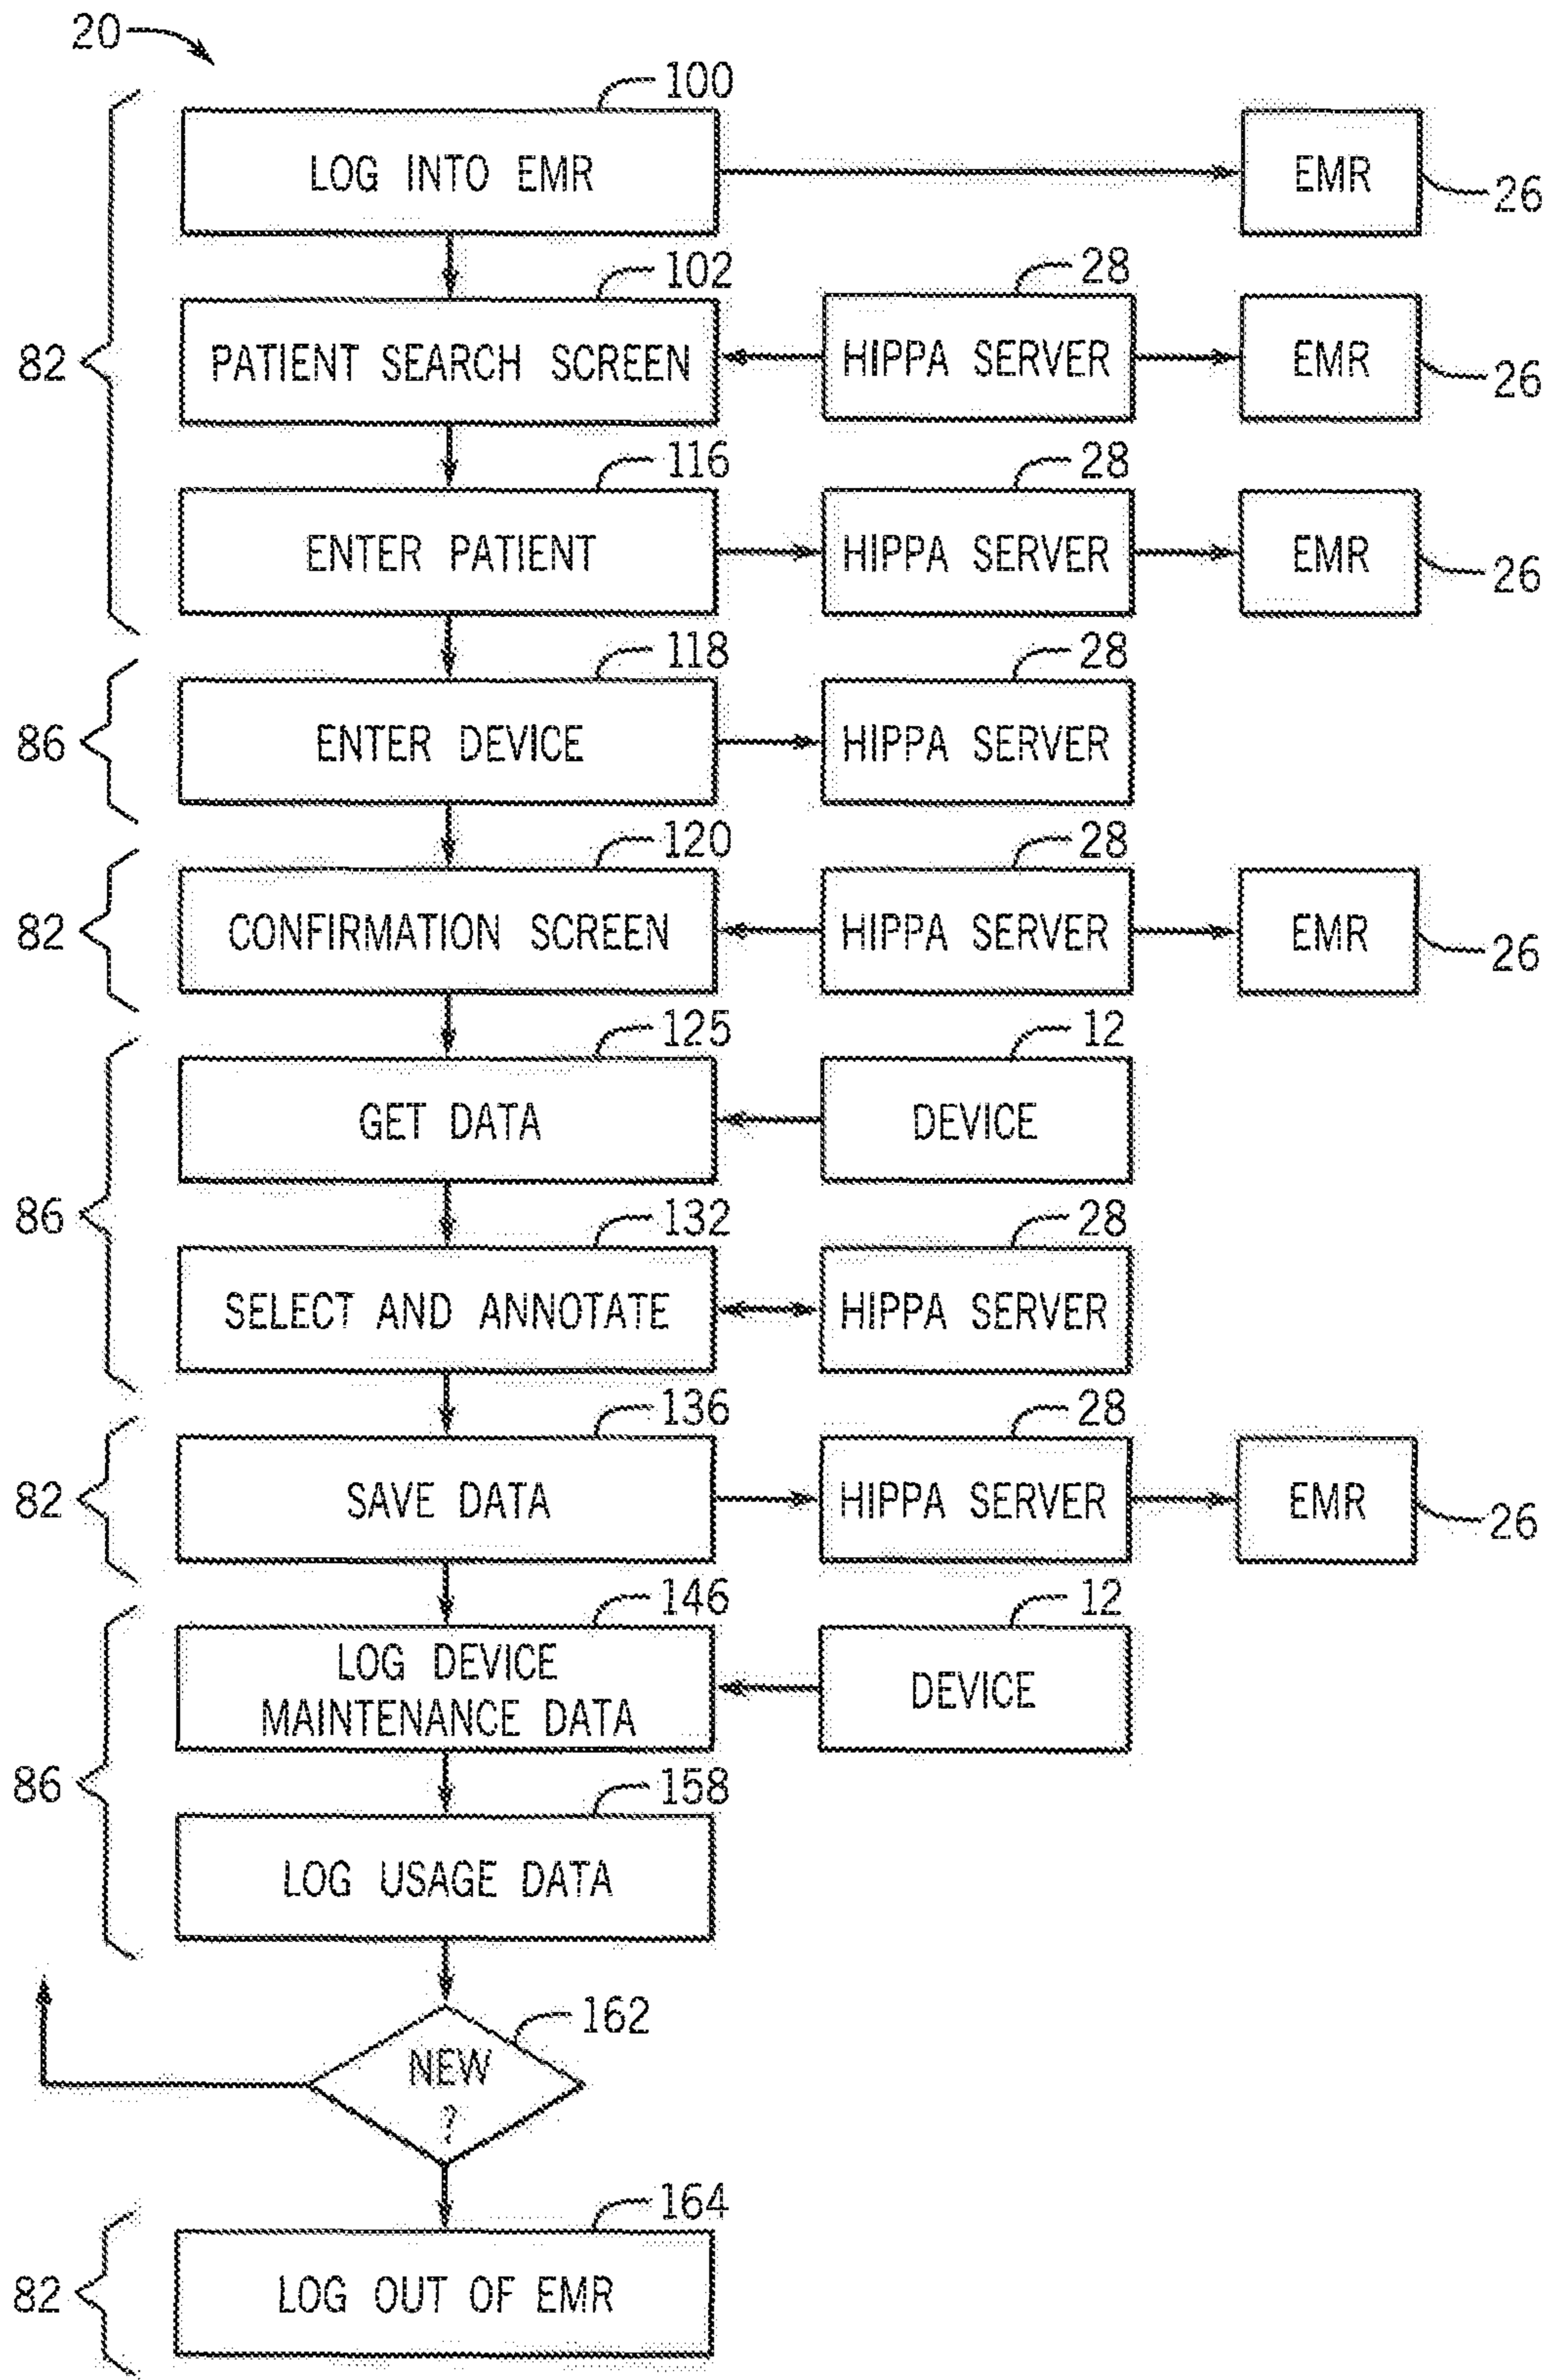 20
100
LOG INTO EMR
EMR
26
102
28
PATIENT SEARCH SCREEN
HIPPA SERVER
EMR
26
82
116
28
ENTER PATIENT
HIPPA SERVER
EMR
26
118
28
86
ENTER DEVICE
HIPPA SERVER
120
28
82
CONFIRMATION SCREEN
HIPPA SERVER
EMR
26
125
12
GET DATA
DEVICE
86
132
28
SELECT AND ANNOTATE
HIPPA SERVER
136
28
82
SAVE DATA
HIPPA SERVER
EMR
26
146
12
LOG DEVICE
MAINTENANCE DATA
DEVICE
86
158
LOG USAGE DATA
162
NEW
?
164
82
LOG OUT OF EMR